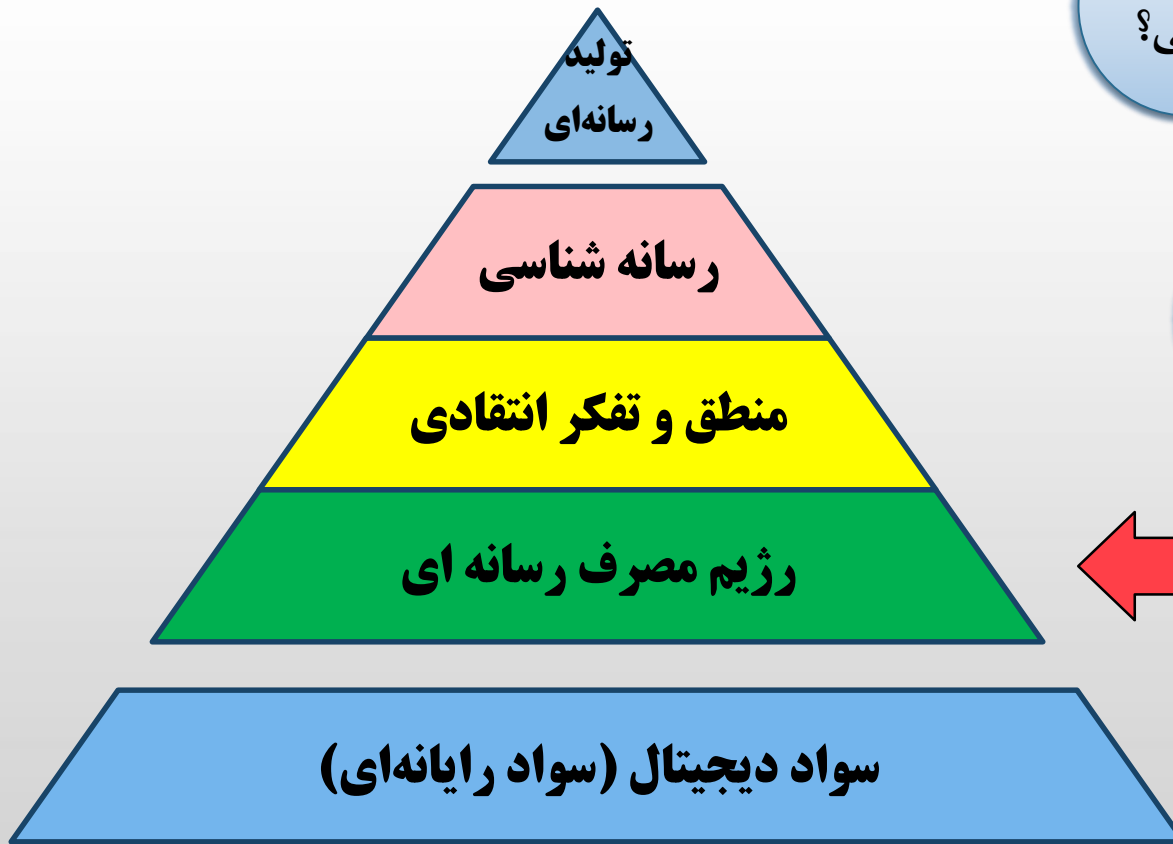 تولید
رسانه‌ای
رسانه شناسی
منطق و تفکر انتقادی
رژیم مصرف رسانه ای
سواد دیجیتال (سواد رایانه‌ای)